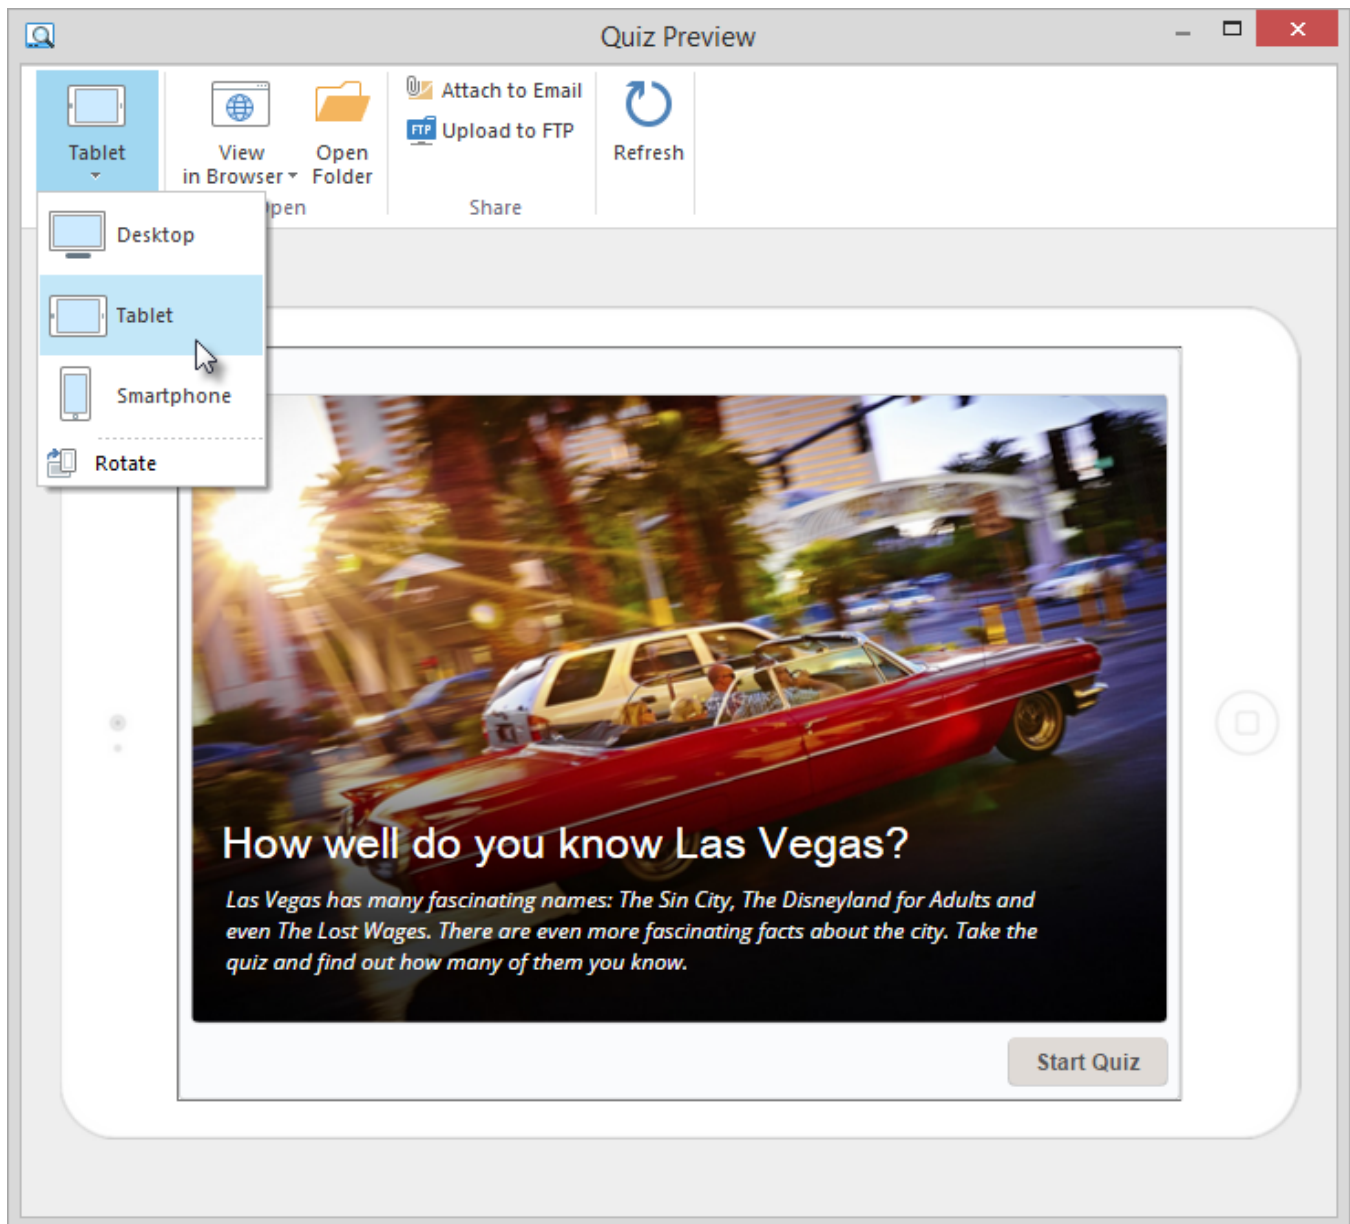 Quiz Preview
Tablet
View
in Browser
Open
Folder
Attach to Email
Upload to FTP
FTP
Refresh
Share
Desktop
Tablet
Smartphone
Rotate
How well do you know Las Vegas?
Las Vegas has many fascinating names: The Sin City, The Disneyland for Adults and
even The Lost Wages. There are even more fascinating facts about the city. Take the
quiz and find out how many of them you know.
Start Quiz